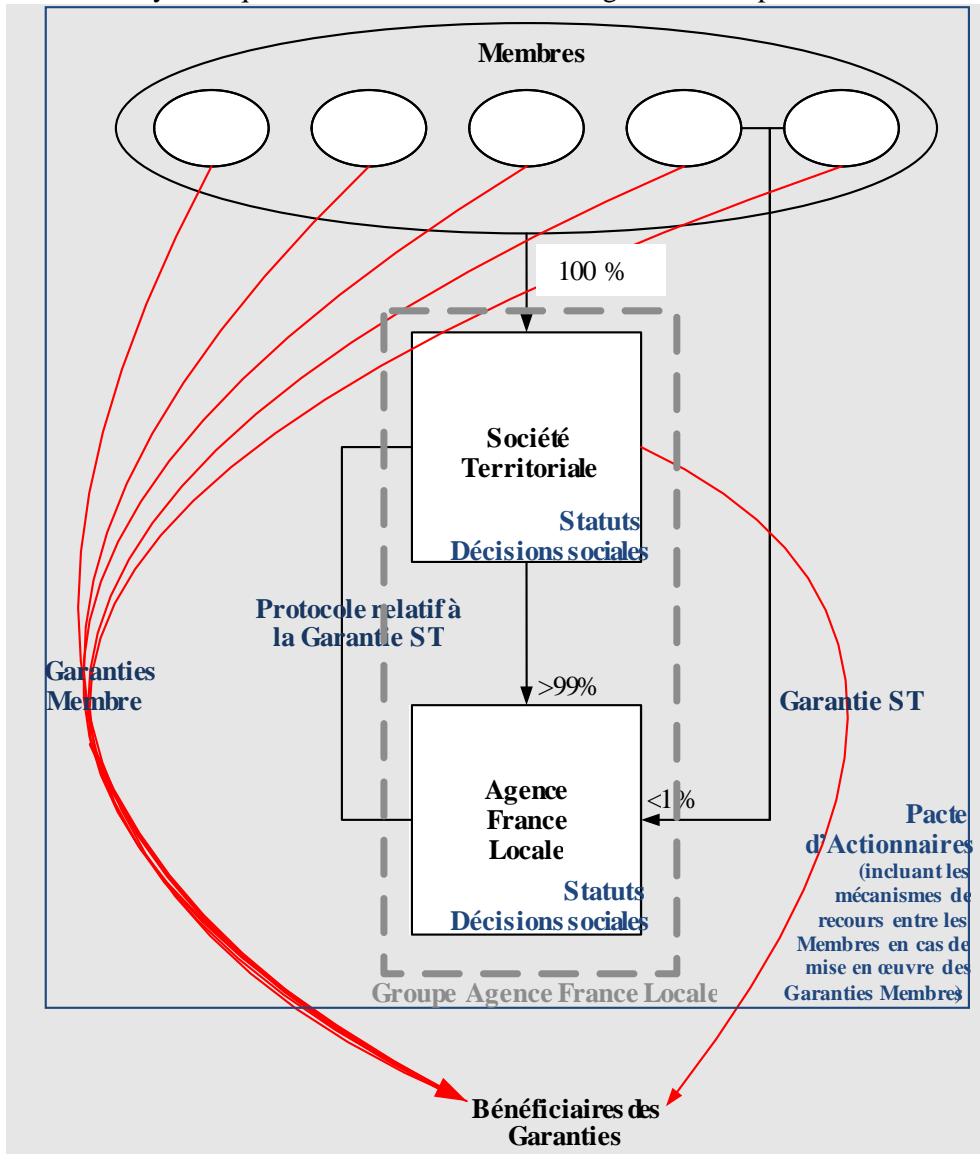 Membres
100 %
Société
Territoriale
Statuts
Décisions sociales
Protocole relatif à
la Garantie ST
Garanties
Membre
>99%
Garantie ST
Agence
France
Locale
<1%
Statuts
Décisions sociales
Pacte
d'Actionnaires
(incluant les
mécanismes de
recours entre les
Membres en cas de
mise en œuvre des
Garanties Membres)
Groupe Agence France Locale
Bénéficiaires des
Garanties